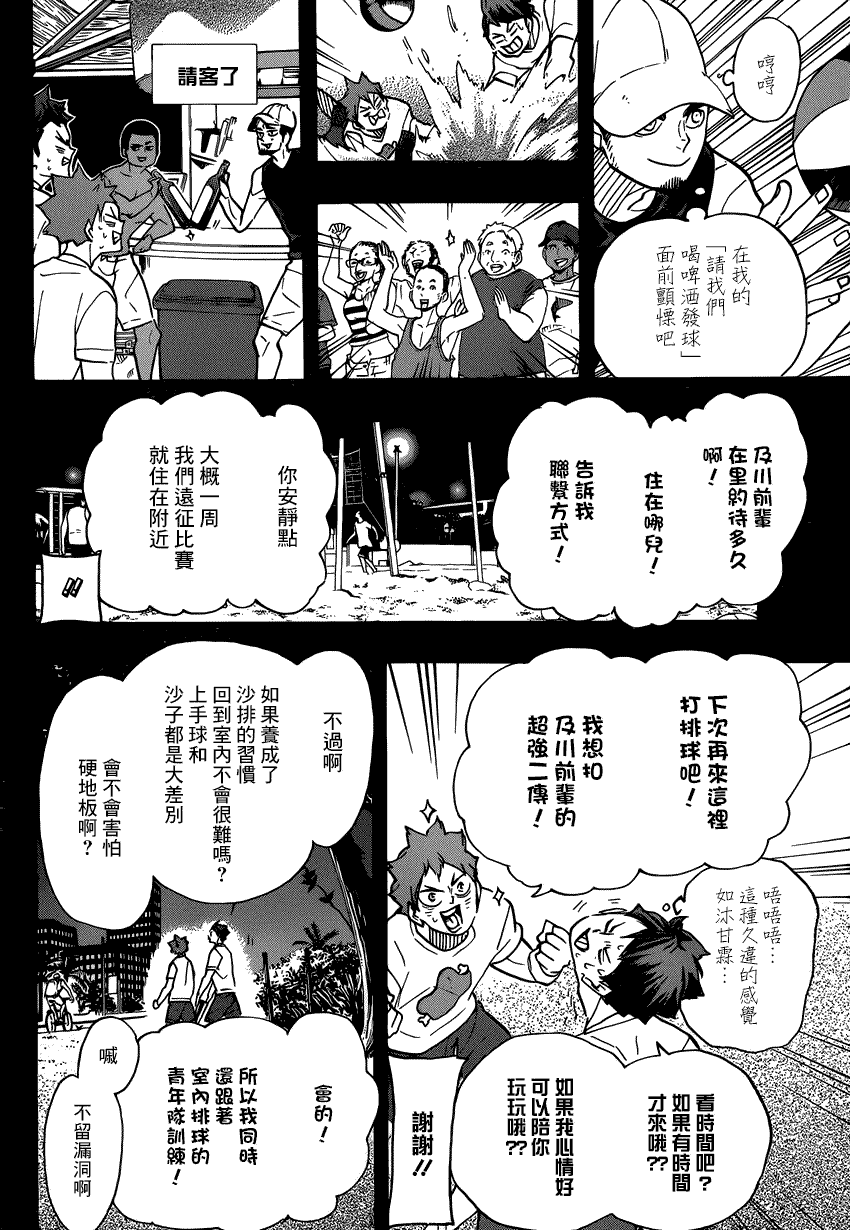 哼哼
在我的
「請我們
喝啤酒發球」
面前顫慄吧
請客了
及川前輩
在里約待多久
啊！
住在哪兒！
告訴我
聯繫方式！
你安靜點
大概一周
我們遠征比賽
就住在附近
!!
下次再來這裡
打排球吧！
我想扣
及川前輩的
超強二傳！
唔唔唔…
這種久違的感覺
如沐甘霖…
看時間吧？
如果有時間
才來哦??
如果我心情好
可以陪你
玩玩哦??
謝謝!!
不過啊
如果養成了
沙排的習慣
回到室內不會很難嗎？
上手球和
沙子都是大差別
會不會害怕
硬地板啊？
會的！
所以我同時
還跟著
室內排球的
青年隊訓練！
嘁
不留漏洞啊